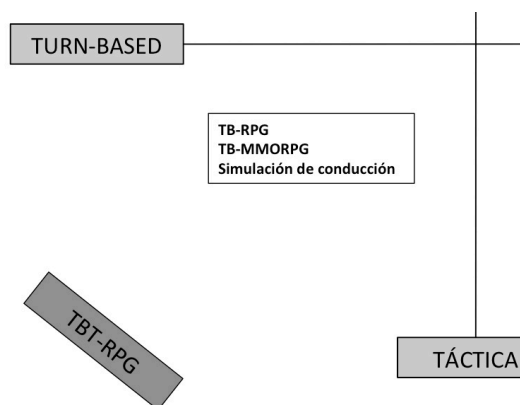 TURN-BASED
TB-RPG
TB-MMORPG
Simulación de conducción
TBT-RPG
TÁCTICA